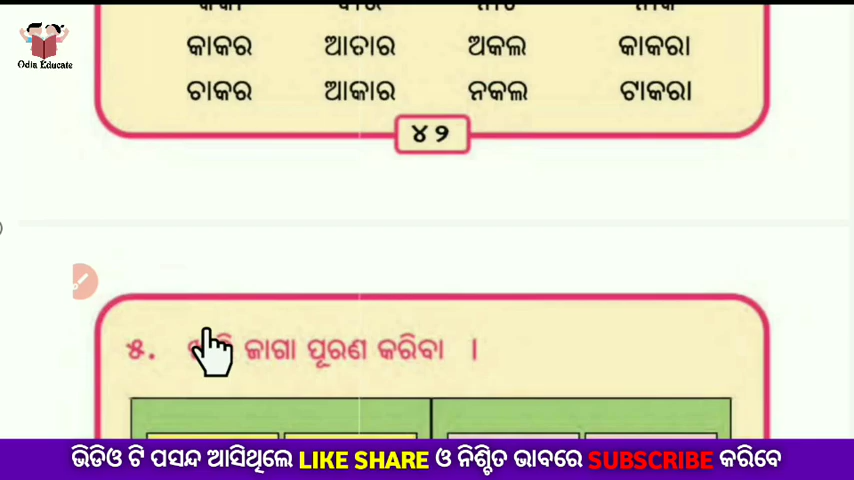 Odia Educate
କାକର ଆଚାର ଅକଲ କାକରା
ଚାକର ଆକାର ନକଲ ଟାକରା
୪୨
୫. ଜାଗା ପୂରଣ କରିବା ।
ଭିଡିଓ ଟି ପସନ୍ଦ ଆସିଥିଲେ LIKE SHARE ଓ ନିଶ୍ଚିତ ଭାବରେ SUBSCRIBE କରିବେ